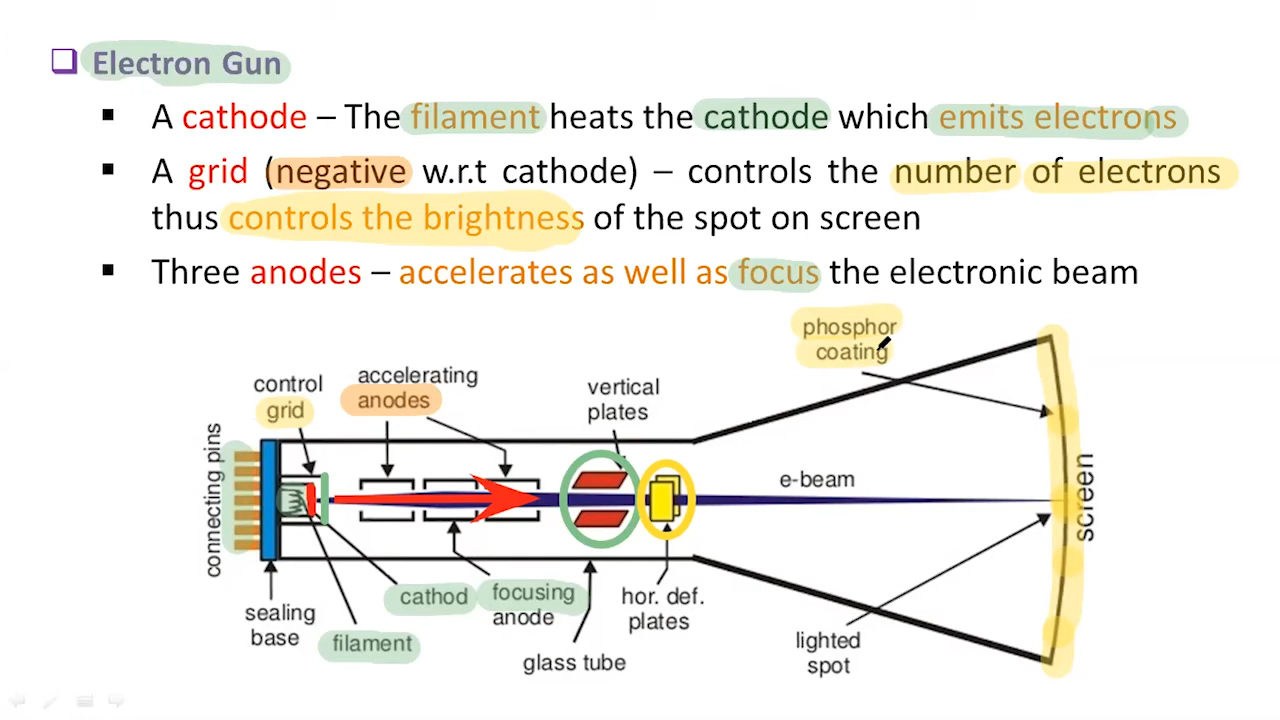 Electron Gun
A cathode – The filament heats the cathode which emits electrons
A grid (negative w.r.t cathode) – controls the number of electrons
thus controls the brightness of the spot on screen
Three anodes – accelerates as well as focus the electronic beam
phosphor
coating
control
grid
accelerating
anodes
vertical
plates
connecting pins
e-beam
screen
sealing
base
filament
cathod
focusing
anode
glass tube
hor. def.
plates
lighted
spot